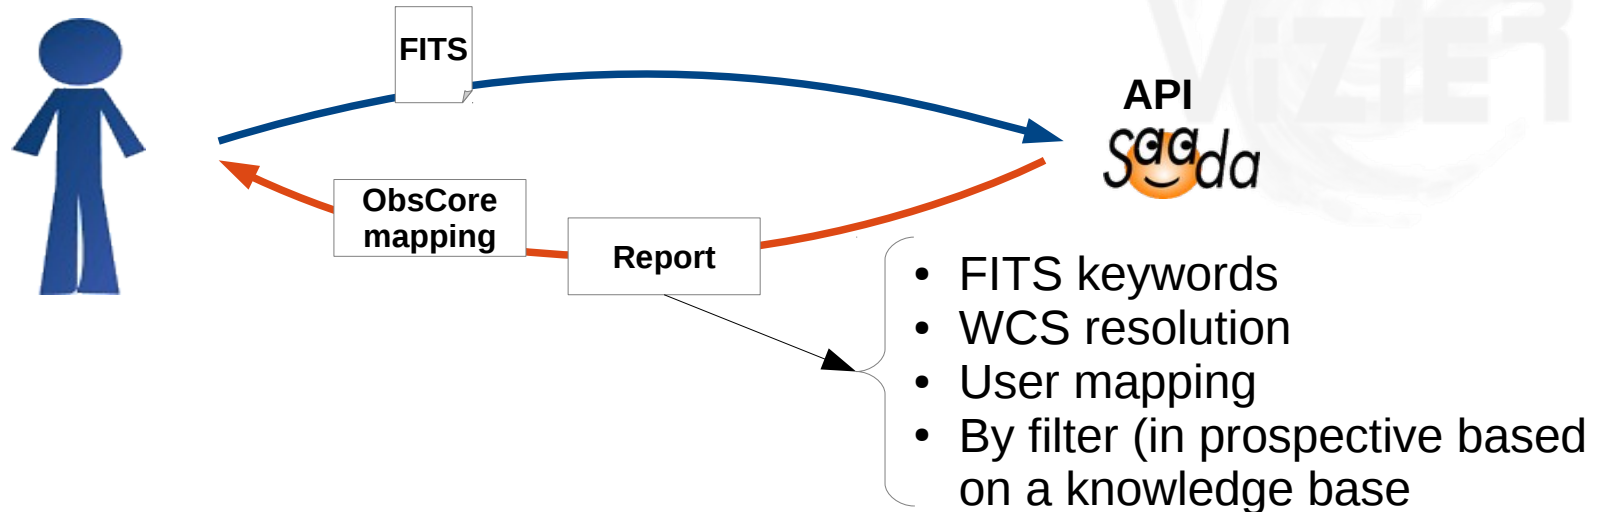 FITS
VIZIER
API
Saada
ObsCore
mapping
Report
• FITS keywords
• WCS resolution
• User mapping
• By filter (in prospective based
on a knowledge base